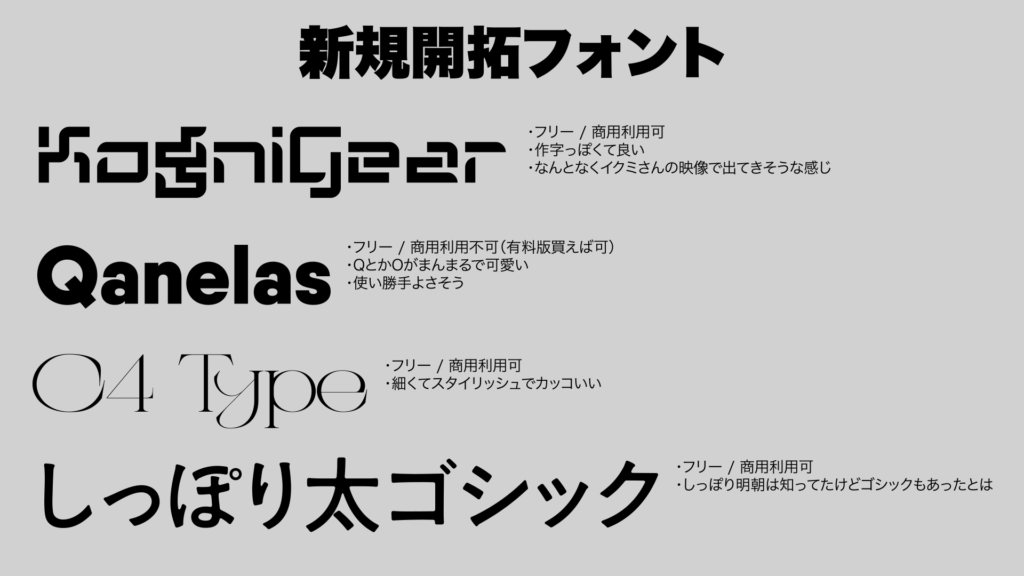 新規開拓フォント
KogniGear
・フリー / 商用利用可
・作字っぽくて良い
・なんとなくイクミさんの映像で出てきそうな感じ
Qanelas
・フリー / 商用利用不可（有料版買えば可）
・QとかOがまんまるで可愛い
・使い勝手よさそう
O4 Type
・フリー / 商用利用可
・細くてスタイリッシュでカッコいい
しっぽり太ゴシック
・フリー / 商用利用可
・しっぽり明朝は知ってたけどゴシックもあったとは